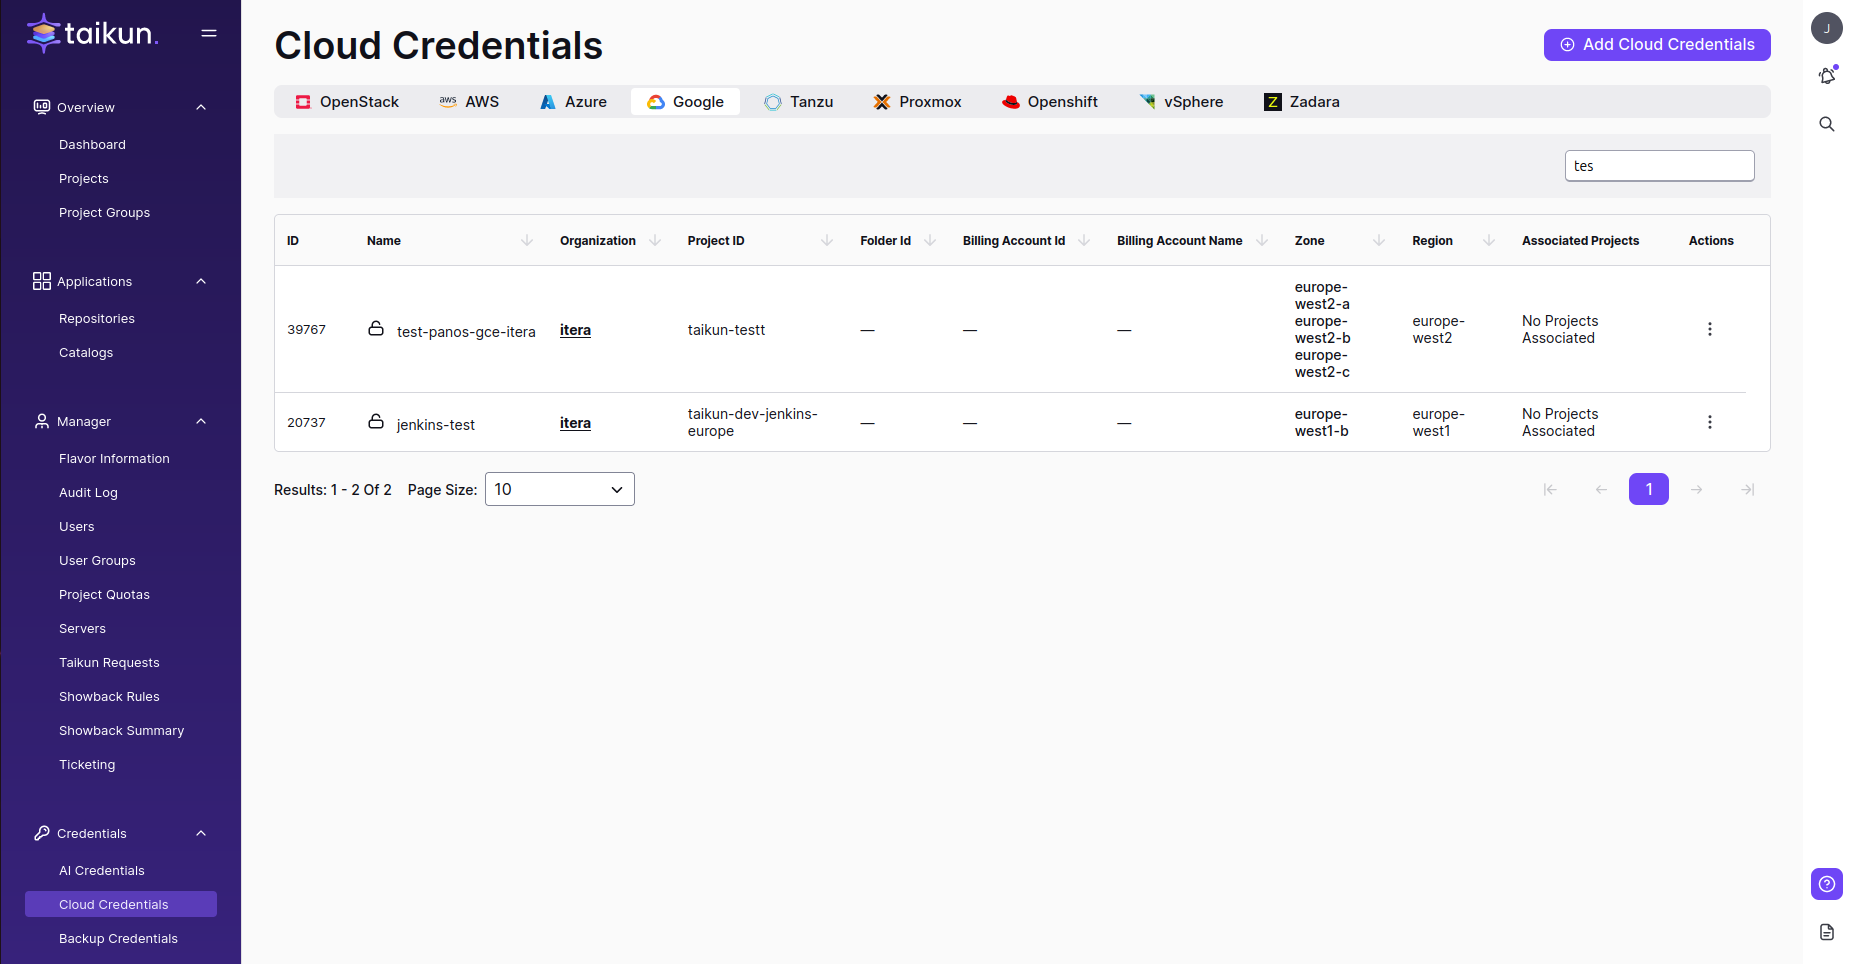 taikun.
Overview
Dashboard
Projects
Project Groups
Applications
Repositories
Catalogs
Manager
Flavor Information
Audit Log
Users
User Groups
Project Quotas
Servers
Taikun Requests
Showback Rules
Showback Summary
Ticketing
Credentials
AI Credentials
Cloud Credentials
Backup Credentials
Cloud Credentials
Add Cloud Credentials
J
OpenStack aws AWS Azure Google Tanzu Proxmox Openshift vSphere Z Zadara
tes
ID Name Organization Project ID Folder Id Billing Account Id Billing Account Name Zone Region Associated Projects Actions
39767 test-panos-gce-itera itera taikun-testt — — —
europe-
west2-a
europe-
west2-b
europe-
west2-c
europe-
west2
No Projects
Associated
20737 jenkins-test itera
taikun-dev-jenkins-
europe
— — —
europe-
west1-b
europe-
west1
No Projects
Associated
Results: 1 - 2 Of 2 Page Size: 10 1